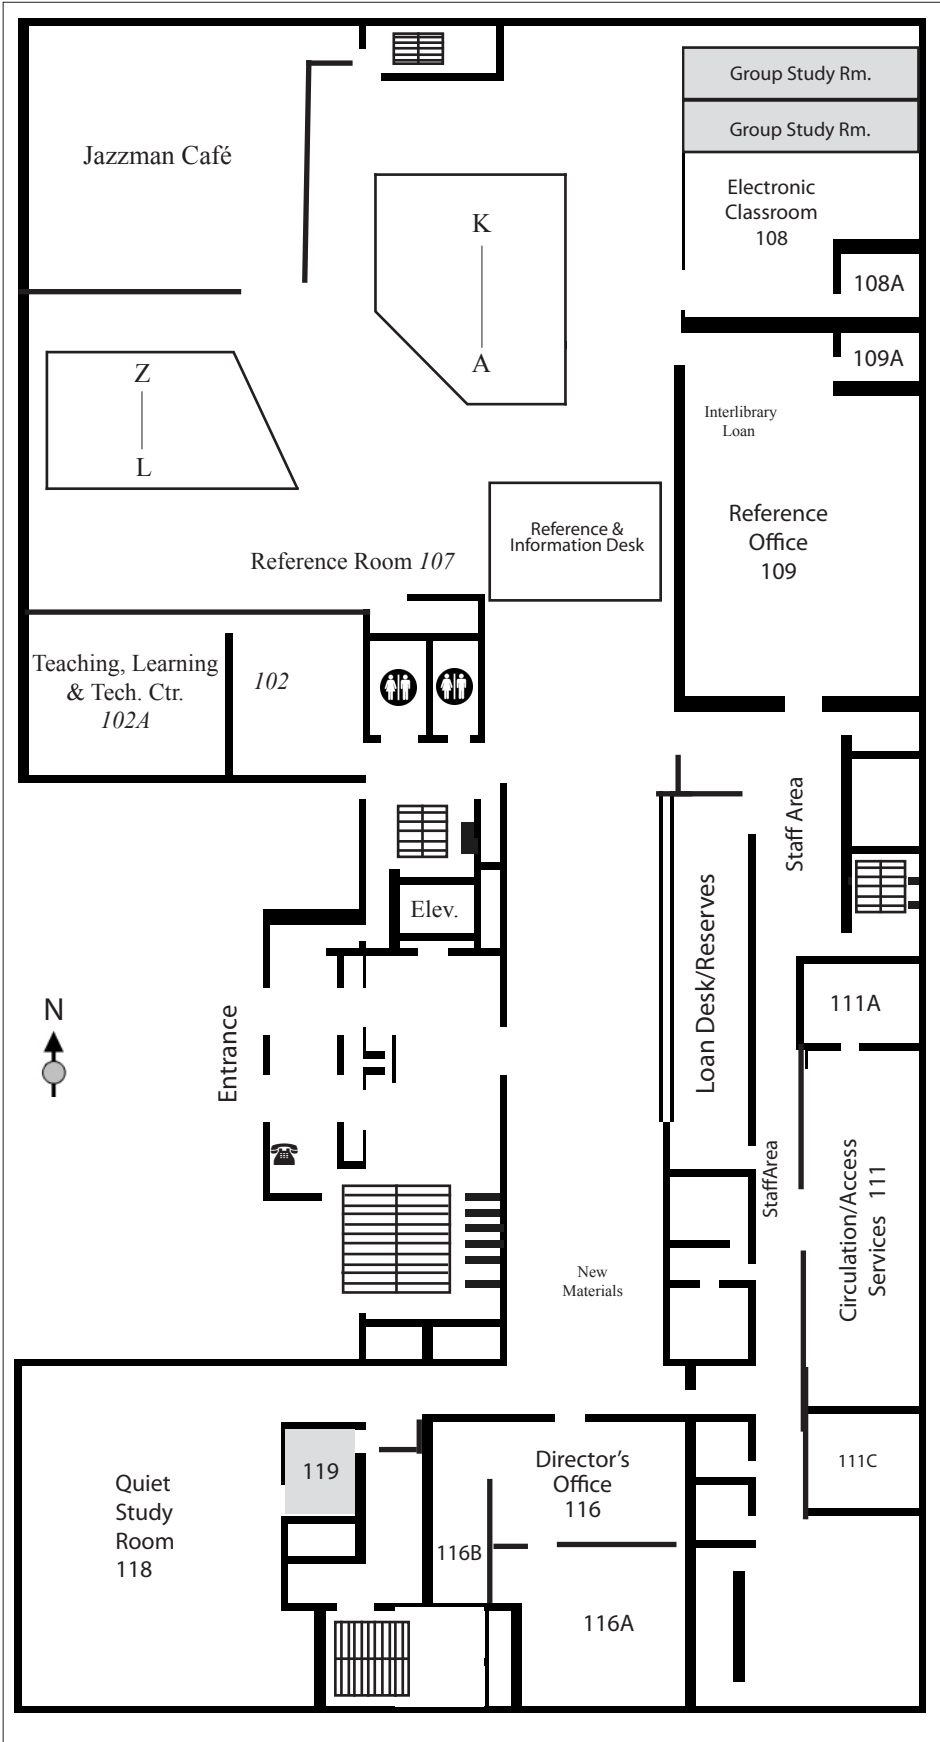 Group Study Rm.
Group Study Rm.
Jazzman Café
Electronic
Classroom
108
K
A
108A
109A
Z
L
Interlibrary
Loan
Reference
Office
109
Reference &
Information Desk
Reference Room 107
Teaching, Learning
& Tech. Ctr.
102A
102
Staff Area
Elev.
Loan Desk/Reserves
111A
N
Entrance
StaffArea
Circulation/Access
Services 111
New
Materials
Director's
Office
116
119
111C
Quiet
Study
Room
118
116B
116A